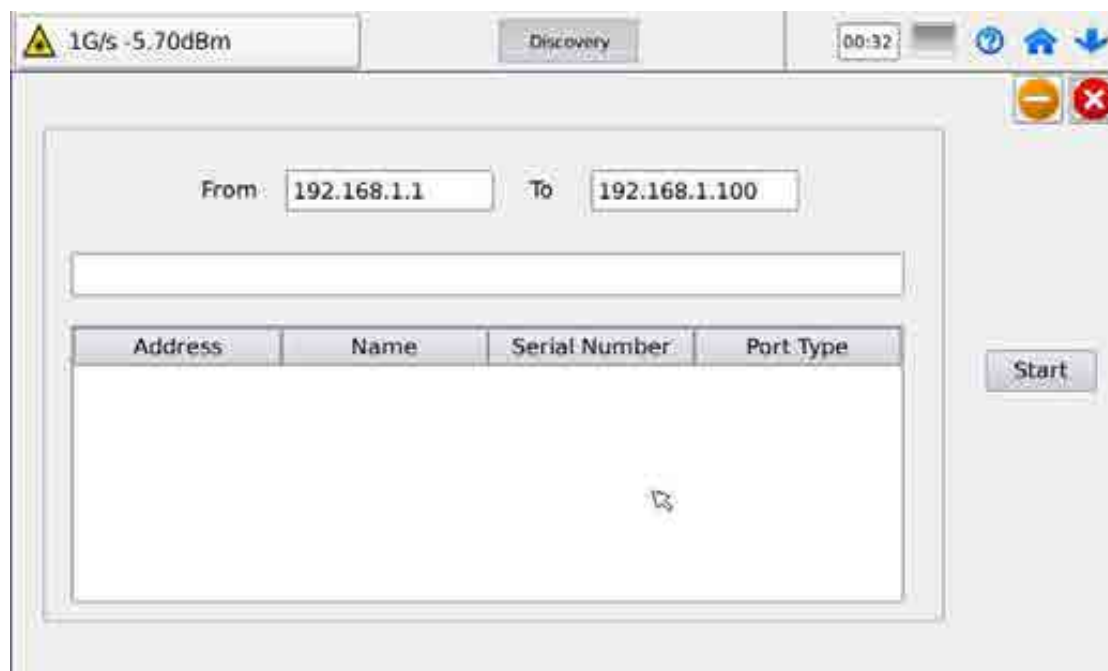 1G/s -5.70dBm
Discovery
00:32
From 192.168.1.1 To 192.168.1.100
Address Name Serial Number Port Type
Start